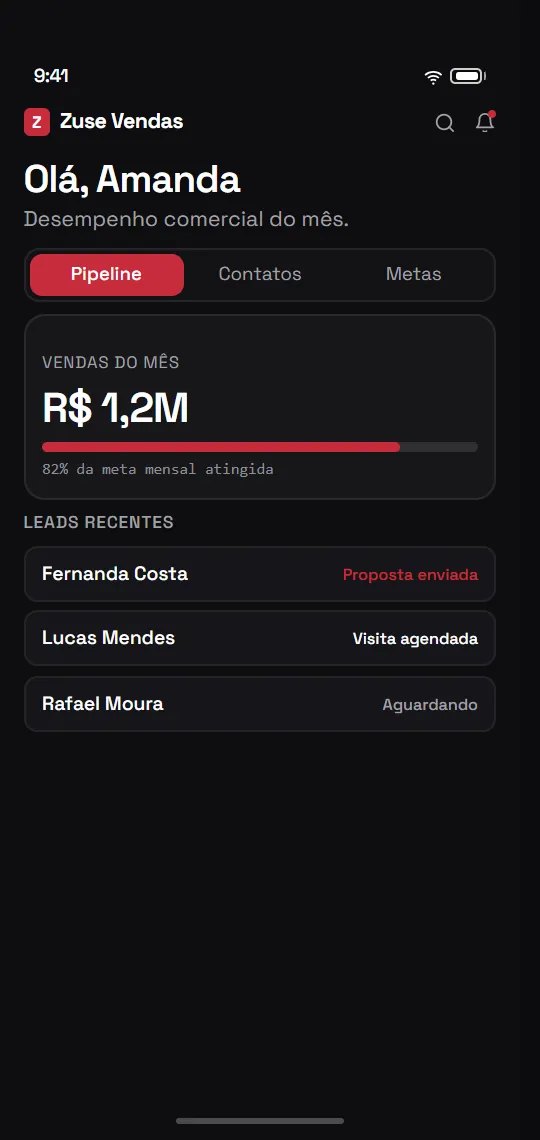 9:41
Z Zuse Vendas
Olá, Amanda
Desempenho comercial do mês.
Pipeline Contatos Metas
VENDAS DO MÊS
R$ 1,2M
82% da meta mensal atingida
LEADS RECENTES
Fernanda Costa Proposta enviada
Lucas Mendes Visita agendada
Rafael Moura Aguardando